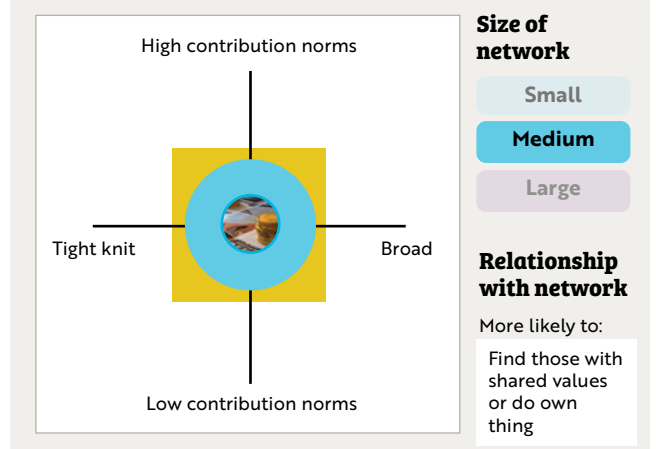 High contribution norms
Tight knit
Broad
Low contribution norms
Size of
network
Small
Medium
Large
Relationship
with network
More likely to:
Find those with
shared values
or do own
thing